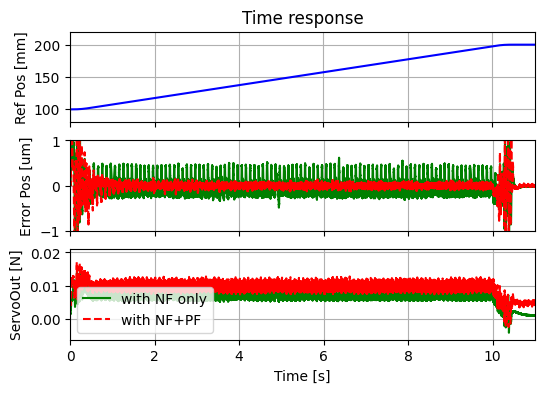 Time response
Ref Pos [mm]
200
150
100
Error Pos [um]
1
0
−1
ServoOut [N]
0.02
0.01
0.00
with NF only
with NF+PF
0 2 4 6 8 10
Time [s]